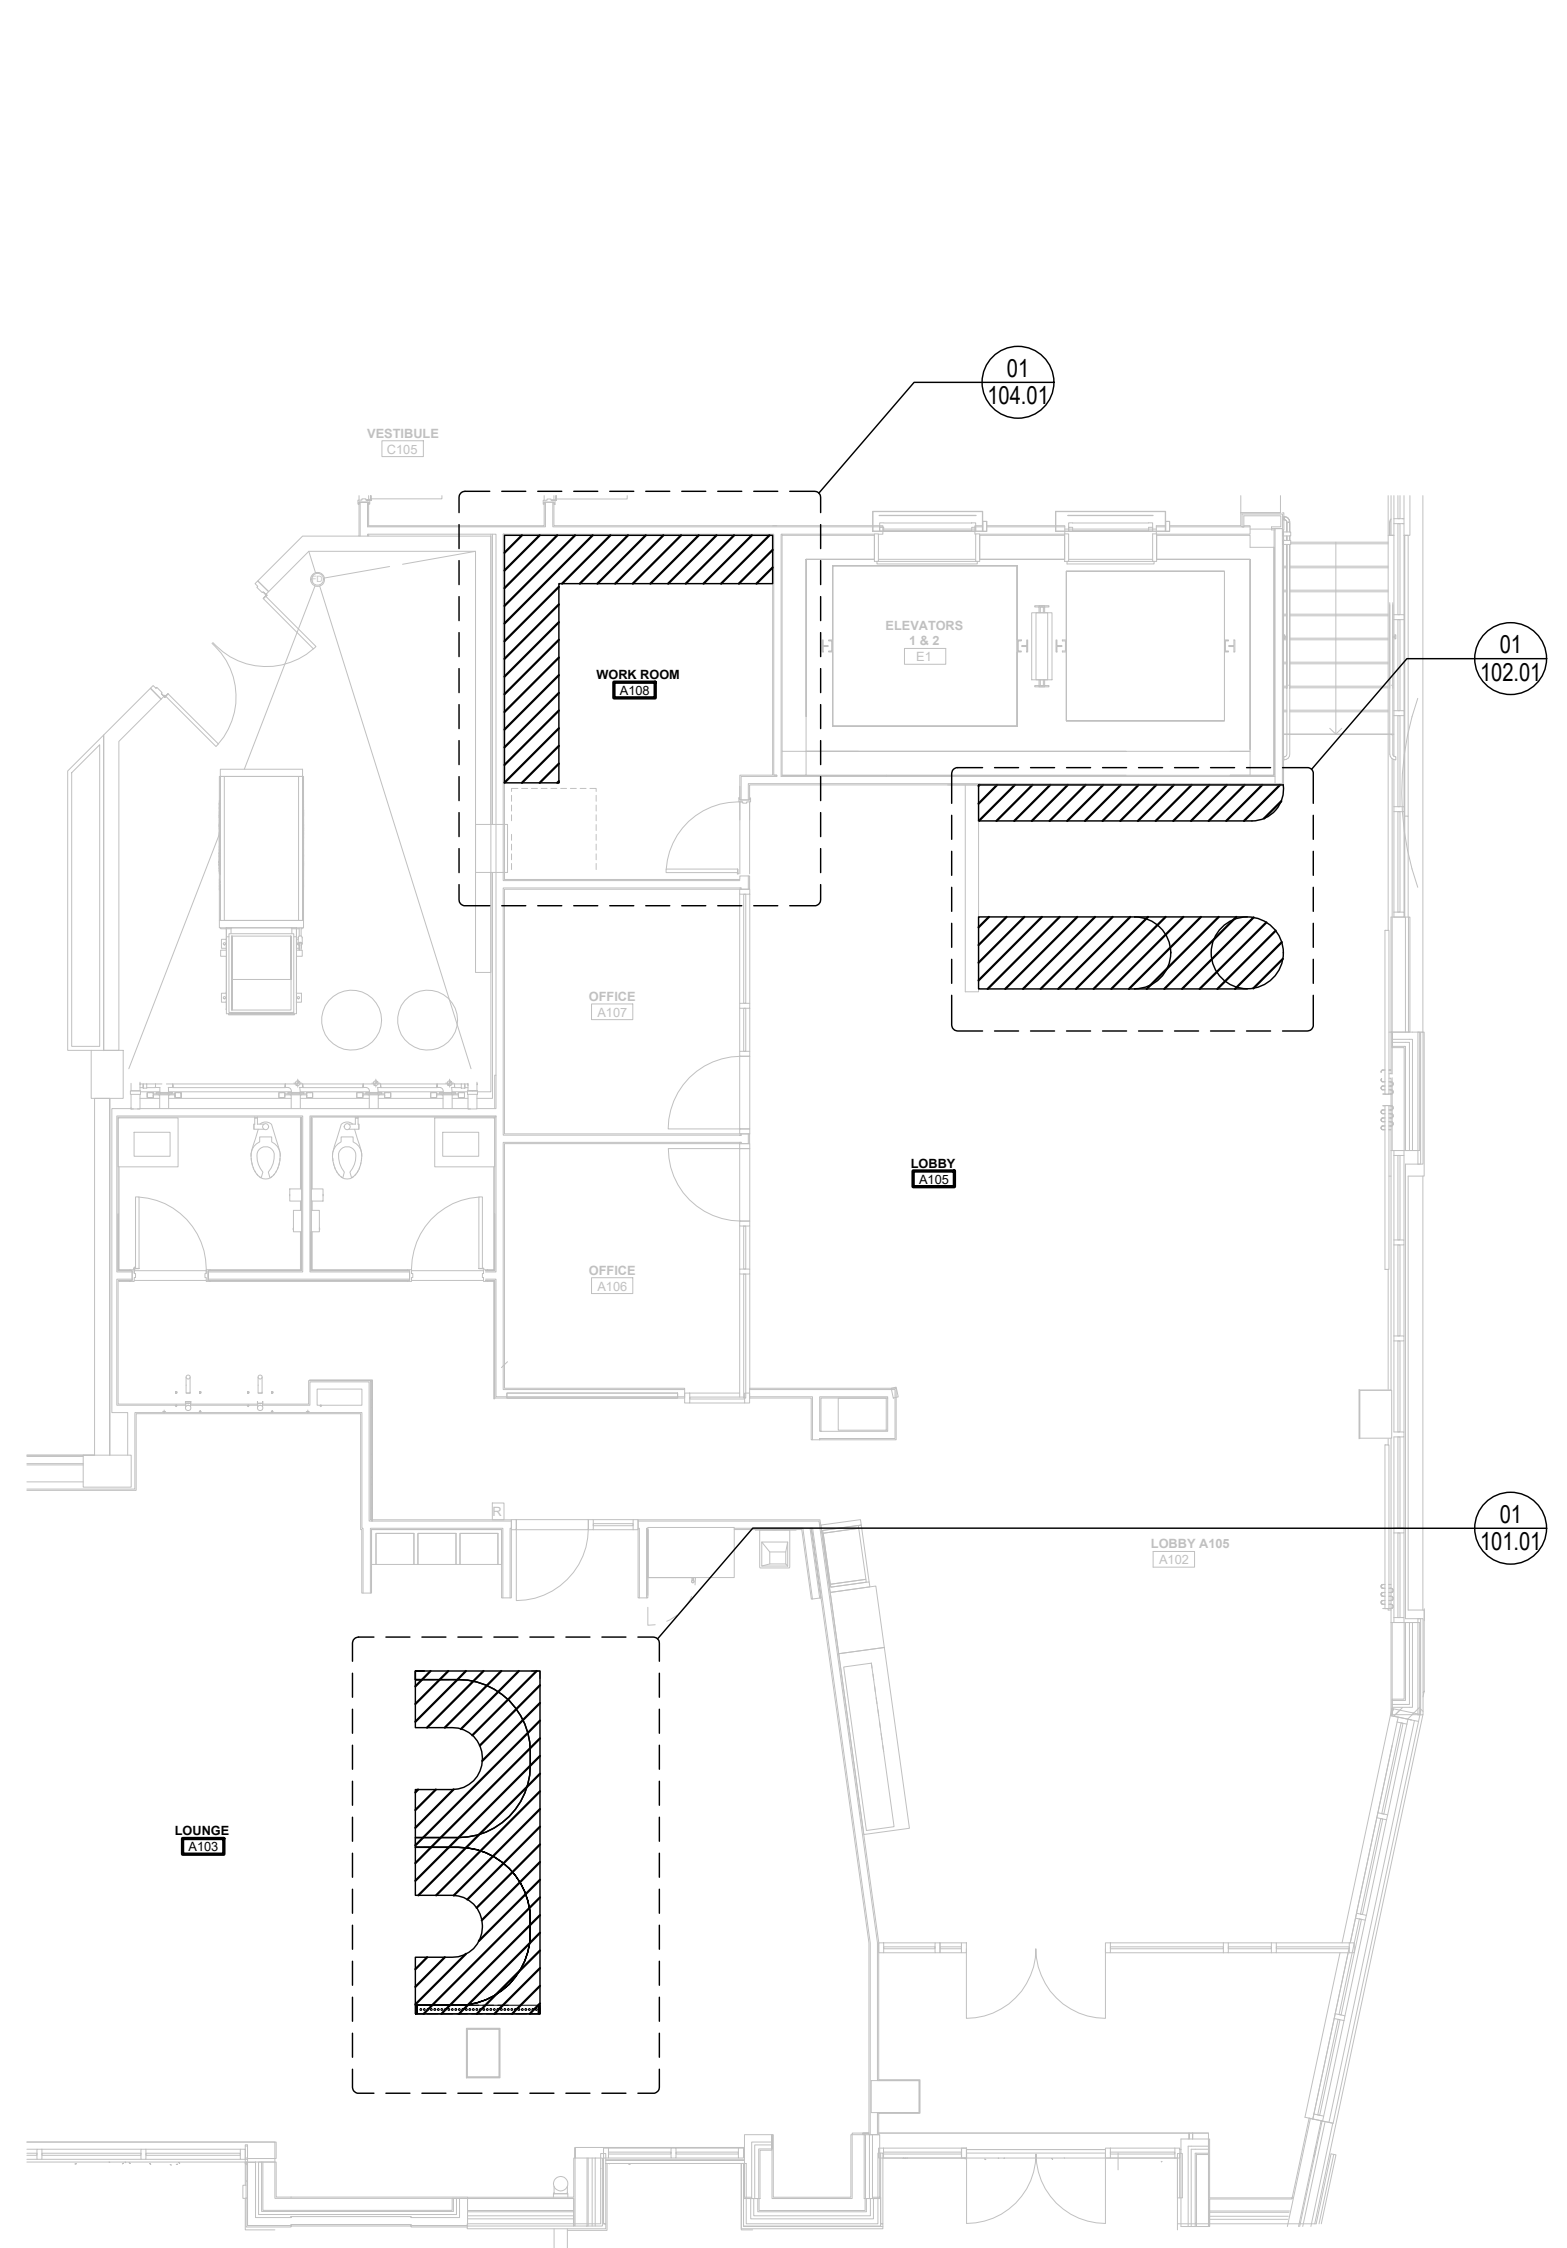 01
104.01
VESTIBULE
C105
ELEVATORS
1 & 2
E1
01
102.01
WORK ROOM
A108
OFFICE
A107
LOBBY
A105
OFFICE
A106
R
01
101.01
LOBBY A105
A102
LOUNGE
A103